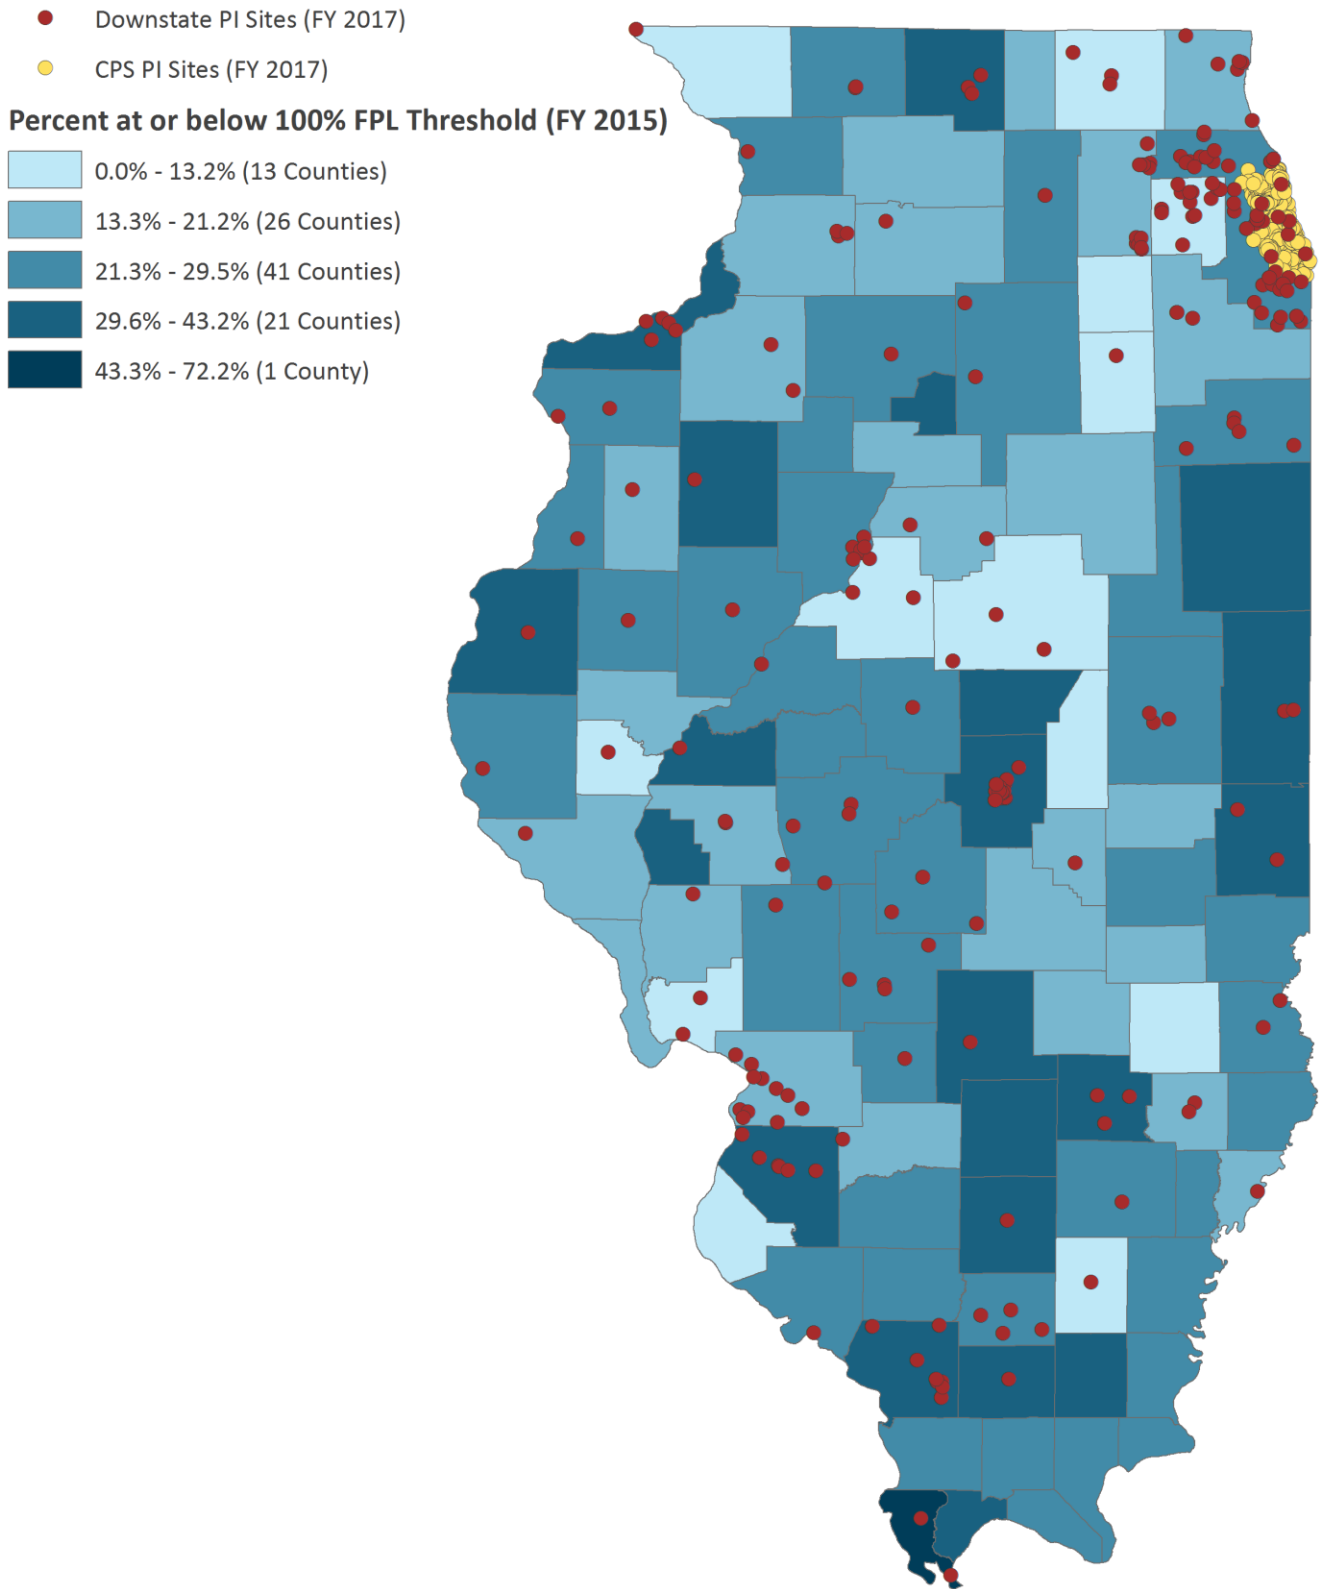 Downstate PI Sites (FY 2017)
CPS PI Sites (FY 2017)
Percent at or below 100% FPL Threshold (FY 2015)
0.0% - 13.2% (13 Counties)
13.3% - 21.2% (26 Counties)
21.3% - 29.5% (41 Counties)
29.6% - 43.2% (21 Counties)
43.3% - 72.2% (1 County)